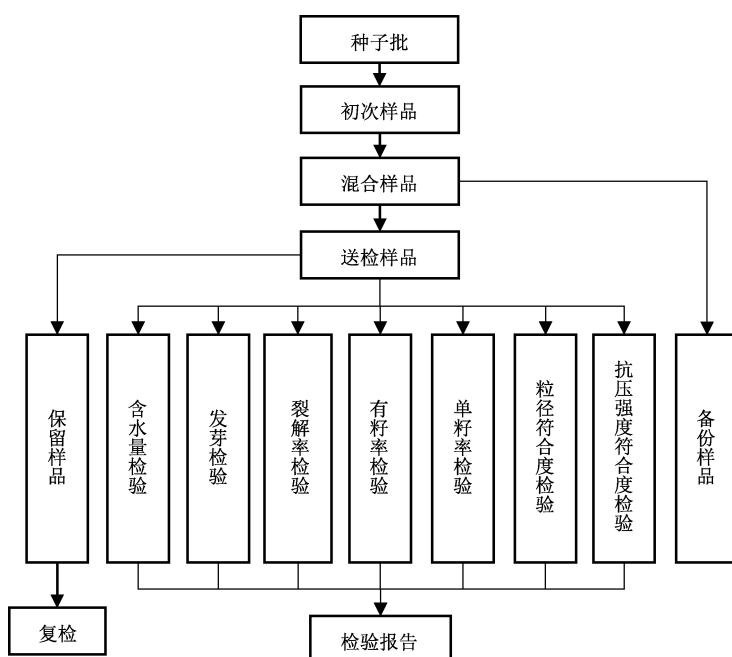 种子批
初次样品
混合样品
送检样品
保留样品
含水量检验
发芽检验
裂解率检验
有籽率检验
单籽率检验
粒径符合度检验
抗压强度符合度检验
备份样品
复检
检验报告